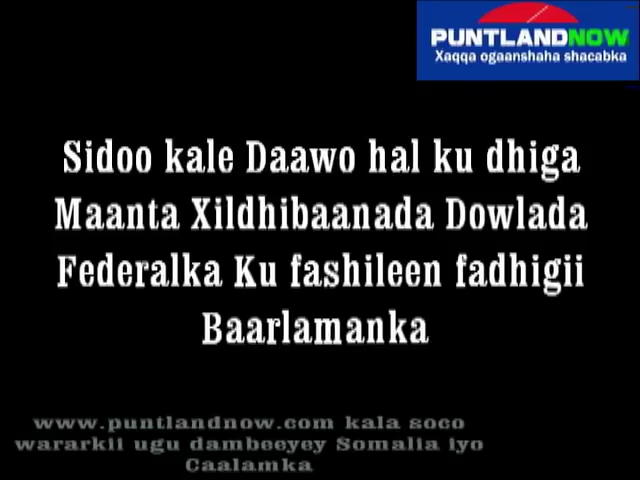 PUNTLANDNOW
Xaqqa ogaanshaha shacabka
Sidoo kale Daawo hal ku dhiga
Maanta Xildhibaanada Dowlada
Federalka Ku fashileen fadhigii
Baarlamanka
www.puntlandnow.com kala soco
wararkii ugu dambeeyey Somalia iyo
Caalamka